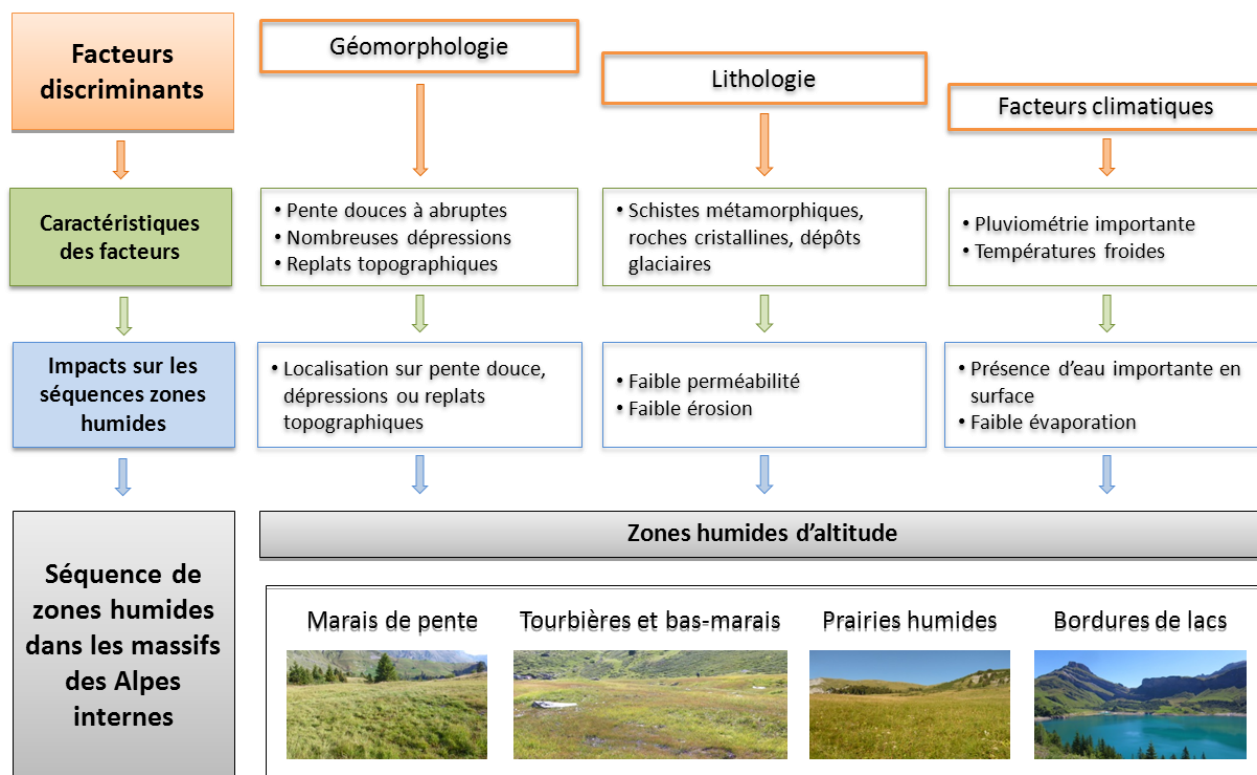 Facteurs
discriminants
Géomorphologie
Lithologie
Facteurs climatiques
Caractéristiques
des facteurs
• Pente douces à abruptes
• Nombreuses dépressions
• Replats topographiques
• Schistes métamorphiques,
roches cristallines, dépôts
glaciaires
• Pluviométrie importante
• Températures froides
Impacts sur les
séquences zones
humides
• Localisation sur pente douce,
dépressions ou replats
topographiques
• Faible perméabilité
• Faible érosion
• Présence d'eau importante en
surface
• Faible évaporation
Séquence de
zones humides
dans les massifs
des Alpes
internes
Zones humides d'altitude
Marais de pente
Tourbières et bas-marais
Prairies humides
Bordures de lacs